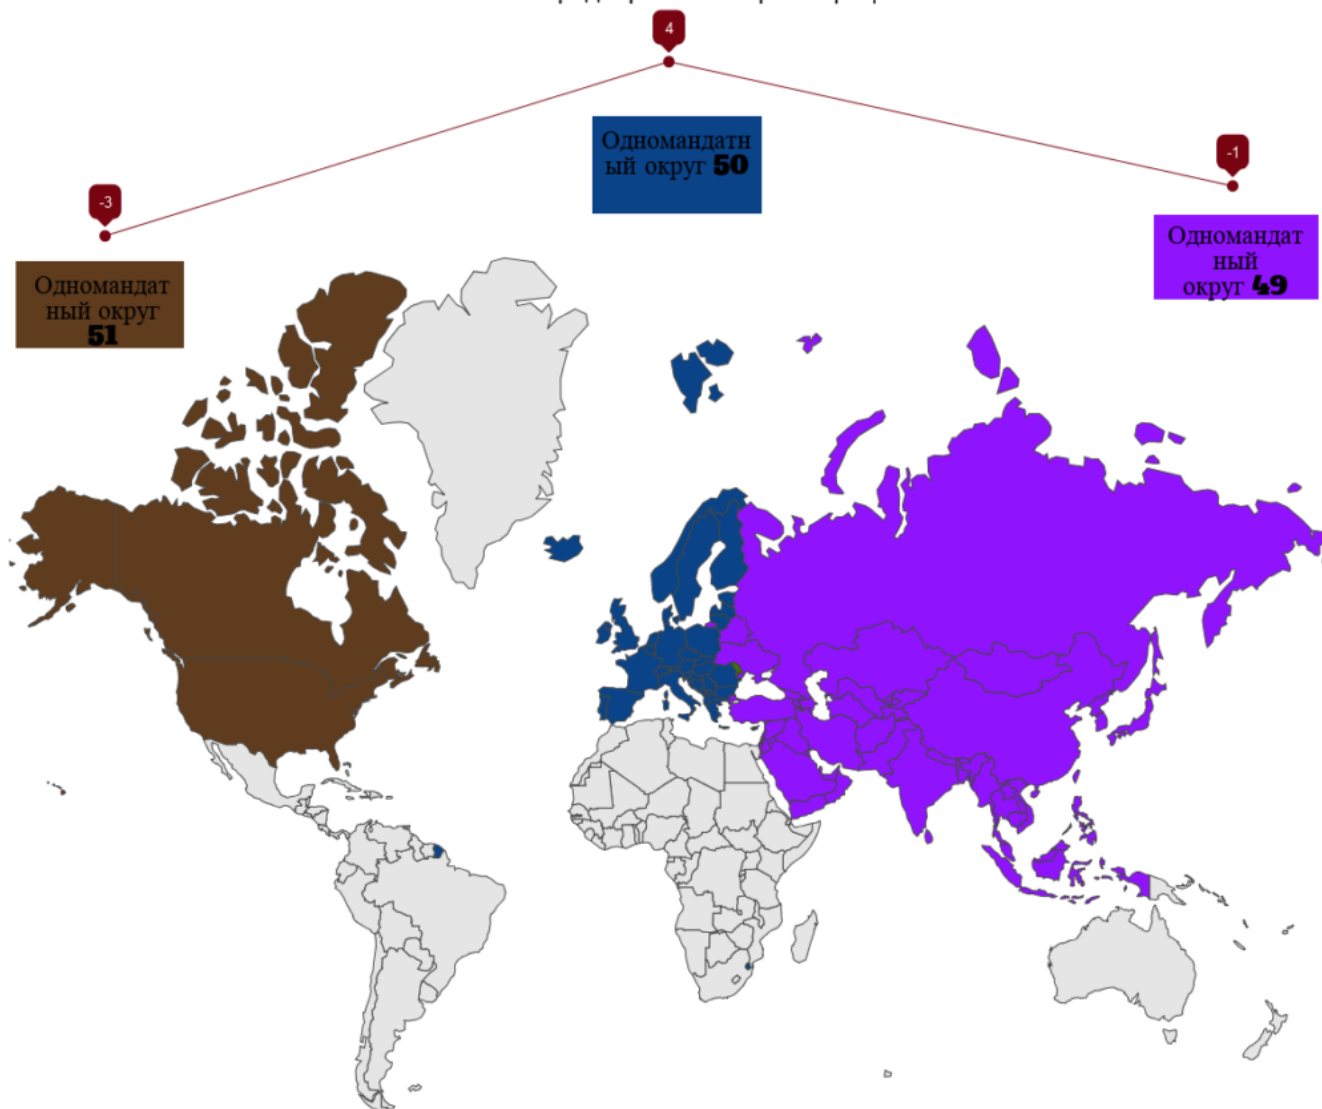 4
-1
-3
Одномандатн
ый округ 50
Одномандат
ный
округ 49
Одномандат
ный округ
51